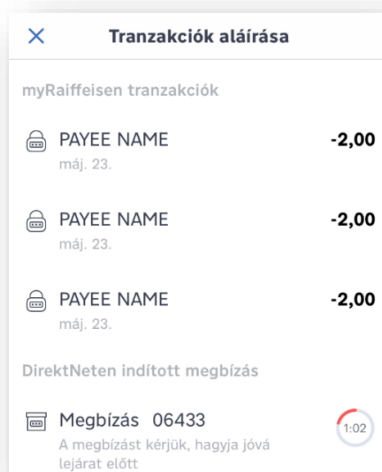 Tranzakciók aláírása
myRaiffeisen tranzakciók
PAYEE NAME -2,00
máj. 23.
PAYEE NAME -2,00
máj. 23.
PAYEE NAME -2,00
máj. 23.
DirektNeten indított megbízás
Megbízás 06433 1:02
A megbízást kérjük, hagyja jóvá
lejárat előtt